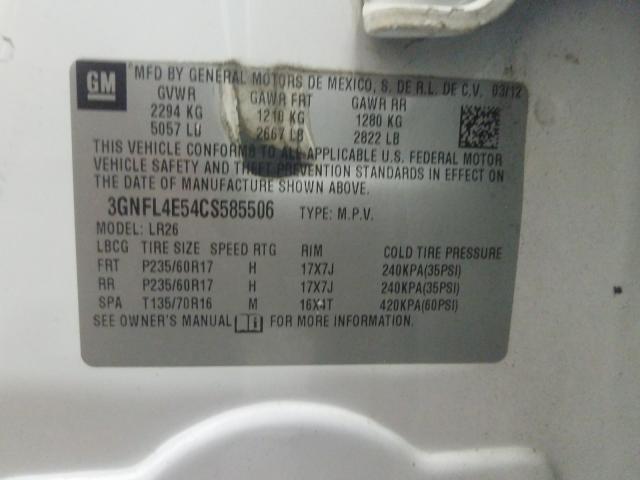 GM MFD BY GENERAL MOTORS DE MEXICO, S. DE R.L. DE C.V. 03/12
GVWR GAWR FRT GAWR RR
2294 KG 1210 KG 1280 KG
5057 LB 2667 LB 2822 LB
THIS VEHICLE CONFORMS TO ALL APPLICABLE U.S. FEDERAL MOTOR
VEHICLE SAFETY AND THEFT PREVENTION STANDARDS IN EFFECT ON
THE DATE OF MANUFACTURE SHOWN ABOVE.
3GNFL4E54CS585506 TYPE: M.P.V.
MODEL: LR26
LBCG TIRE SIZE SPEED RTG RIM COLD TIRE PRESSURE
FRT P235/60R17 H 17X7J 240KPA(35PSI)
RR P235/60R17 H 17X7J 240KPA(35PSI)
SPA T135/70R16 M 16X4T 420KPA(60PSI)
SEE OWNER'S MANUAL FOR MORE INFORMATION.